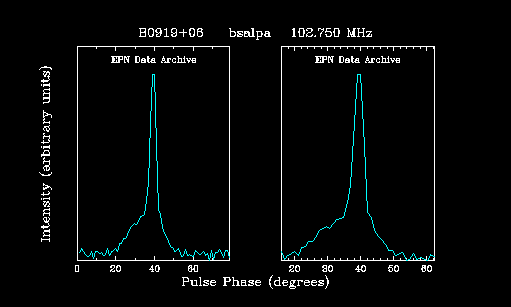 B0919+06 bsalpa 102.750 MHz
EPN Data Archive EPN Data Archive
Intensity (arbitrary units)
0 20 40 60 20 30 40 50 60
Pulse Phase (degrees)